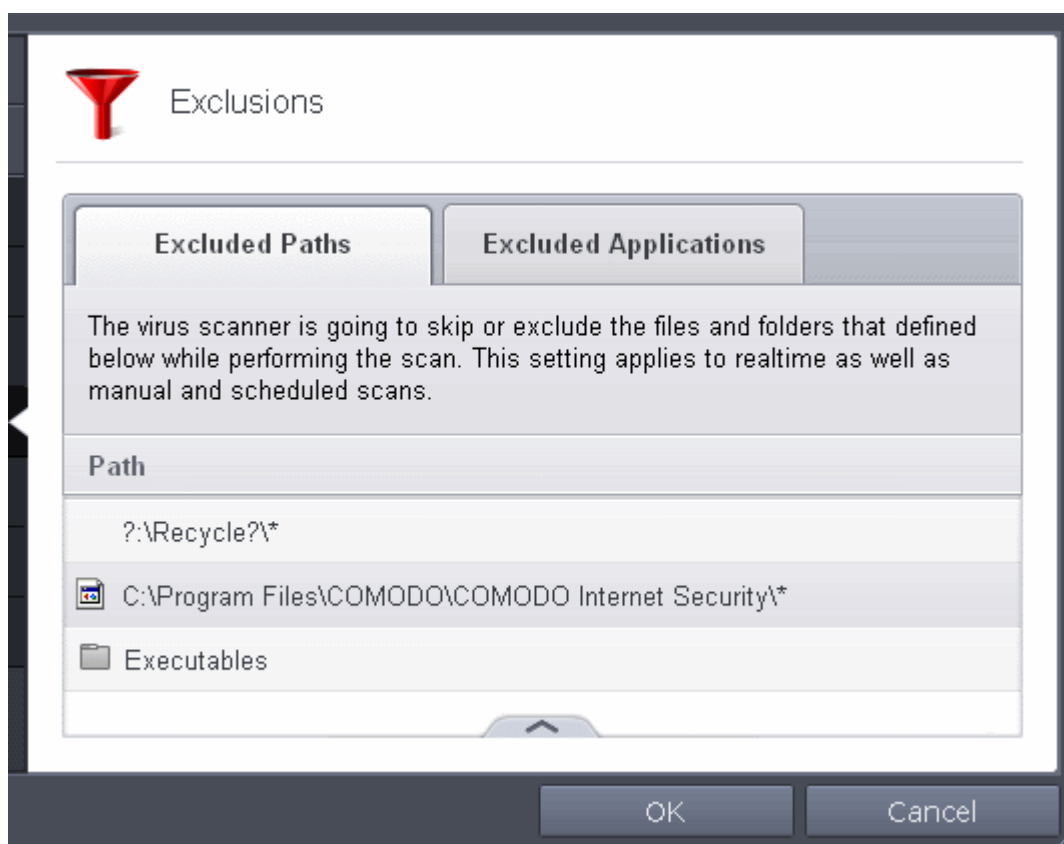 Exclusions
Excluded Paths
Excluded Applications
The virus scanner is going to skip or exclude the files and folders that defined
below while performing the scan. This setting applies to realtime as well as
manual and scheduled scans.
Path
?:\Recycle?\*
C:\Program Files\COMODO\COMODO Internet Security\*
Executables
OK
Cancel